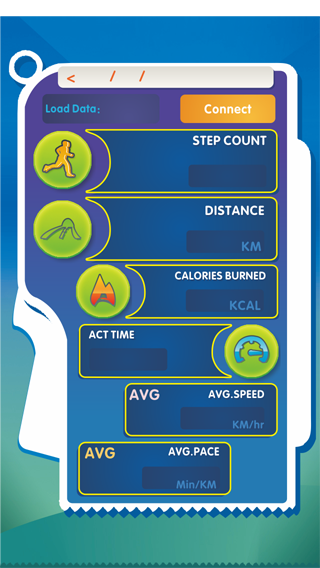 < / /
Load Data:
Connect
STEP COUNT
DISTANCE
KM
CALORIES BURNED
KCAL
ACT TIME
AVG
AVG.SPEED
KM/hr
AVG
AVG.PACE
Min/KM